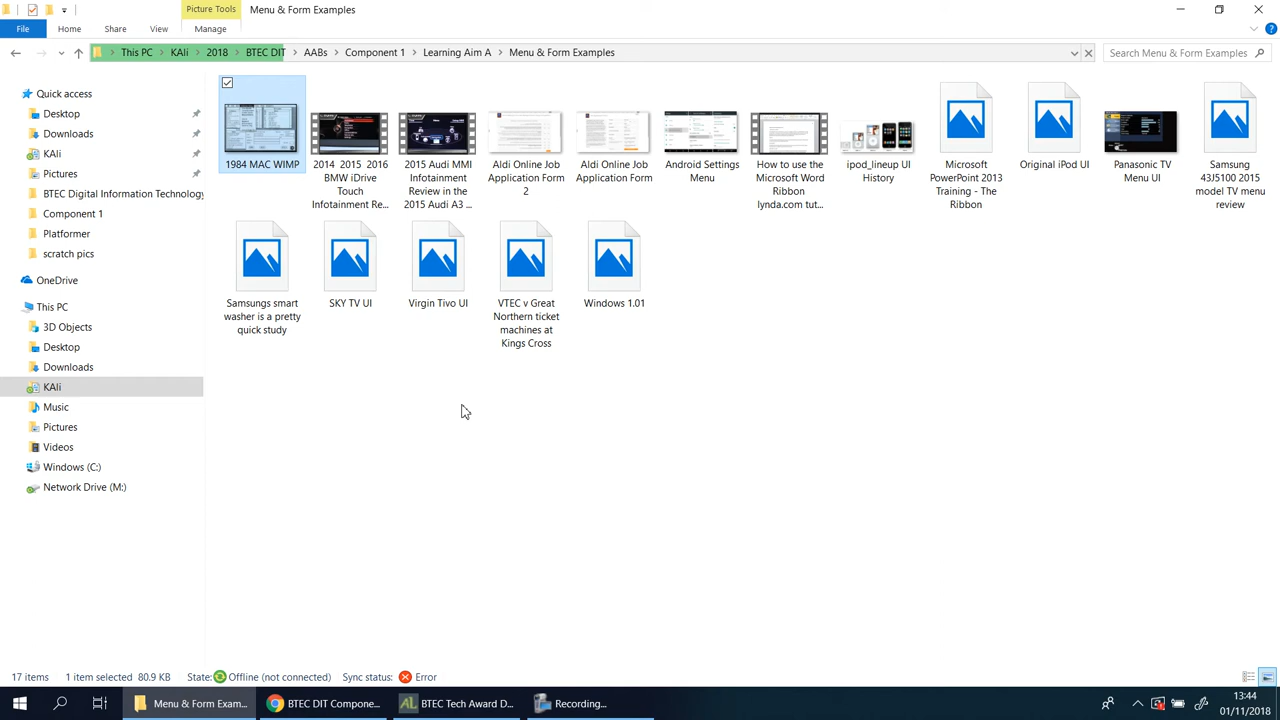 Picture Tools
Menu & Form Examples
File
Home
Share
View
Manage
This PC
KAli
2018
BTEC DIT
AABs
Component 1
Learning Aim A
Menu & Form Examples
Search Menu & Form Examples
Quick access
Desktop
Downloads
KAli
Pictures
BTEC Digital Information Technology
Component 1
Platformer
scratch pics
OneDrive
This PC
3D Objects
Desktop
Downloads
KAli
Music
Pictures
Videos
Windows (C:)
Network Drive (M:)
1984 MAC WIMP
2014 2015 2016
BMW iDrive
Touch
Infotainment Re...
2015 Audi MMI
Infotainment
Review in the
2015 Audi A3 ...
Aldi Online Job
Application Form
2
Aldi Online Job
Application Form
Android Settings
Menu
How to use the
Microsoft Word
Ribbon
lynda.com tut...
ipod_lineup UI
History
Microsoft
PowerPoint 2013
Training - The
Ribbon
Original iPod UI
Panasonic TV
Menu UI
Samsung
43J5100 2015
model TV menu
review
Samsungs smart
washer is a pretty
quick study
SKY TV UI
Virgin Tivo UI
VTEC v Great
Northern ticket
machines at
Kings Cross
Windows 1.01
17 items
1 item selected 80.9 KB
State: Offline (not connected)
Sync status: Error
Menu & Form Exam...
BTEC DIT Compone...
AL
BTEC Tech Award D...
Recording...
13:44
01/11/2018